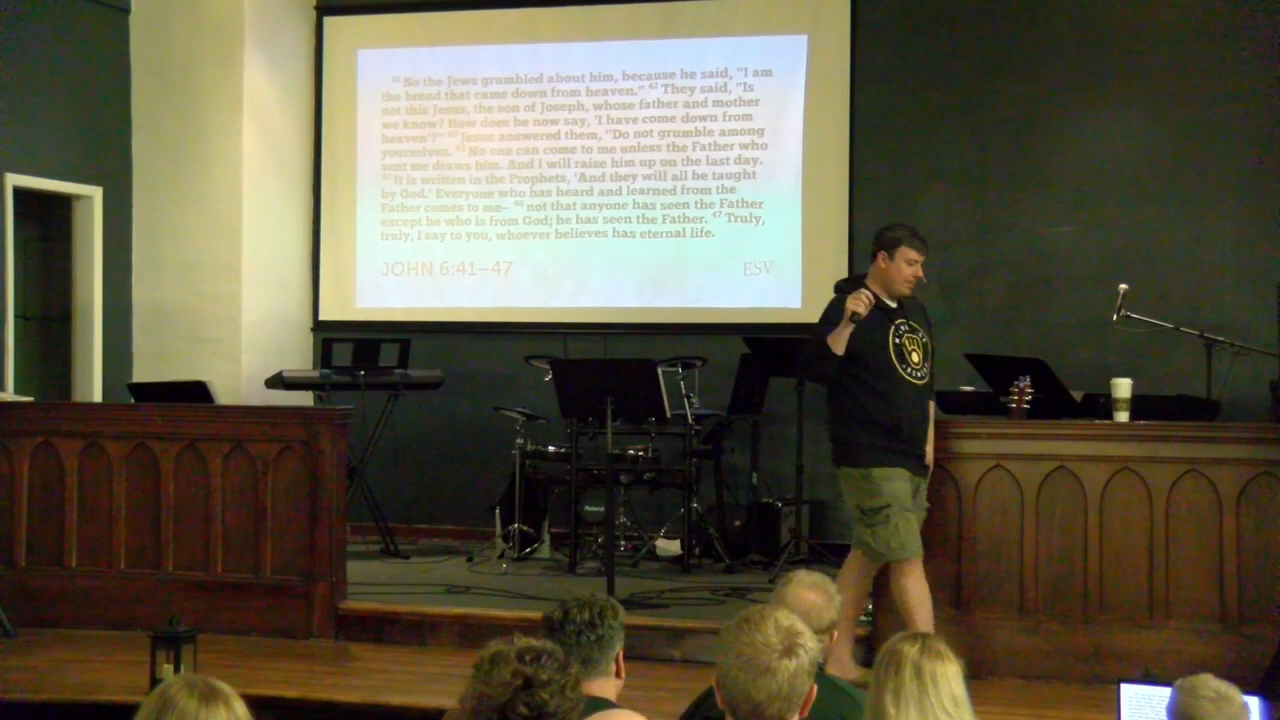 ⁴¹ So the Jews grumbled about him, because he said, "I am
the bread that came down from heaven." ⁴² They said, "Is
not this Jesus, the son of Joseph, whose father and mother
we know? How does he now say, 'I have come down from
heaven'?" ⁴³ Jesus answered them, "Do not grumble among
yourselves. ⁴⁴ No one can come to me unless the Father who
sent me draws him. And I will raise him up on the last day.
⁴⁵ It is written in the Prophets, 'And they will all be taught
by God.' Everyone who has heard and learned from the
Father comes to me— ⁴⁶ not that anyone has seen the Father
except he who is from God; he has seen the Father. ⁴⁷ Truly,
truly, I say to you, whoever believes has eternal life.
JOHN 6:41–47
ESV
Roland